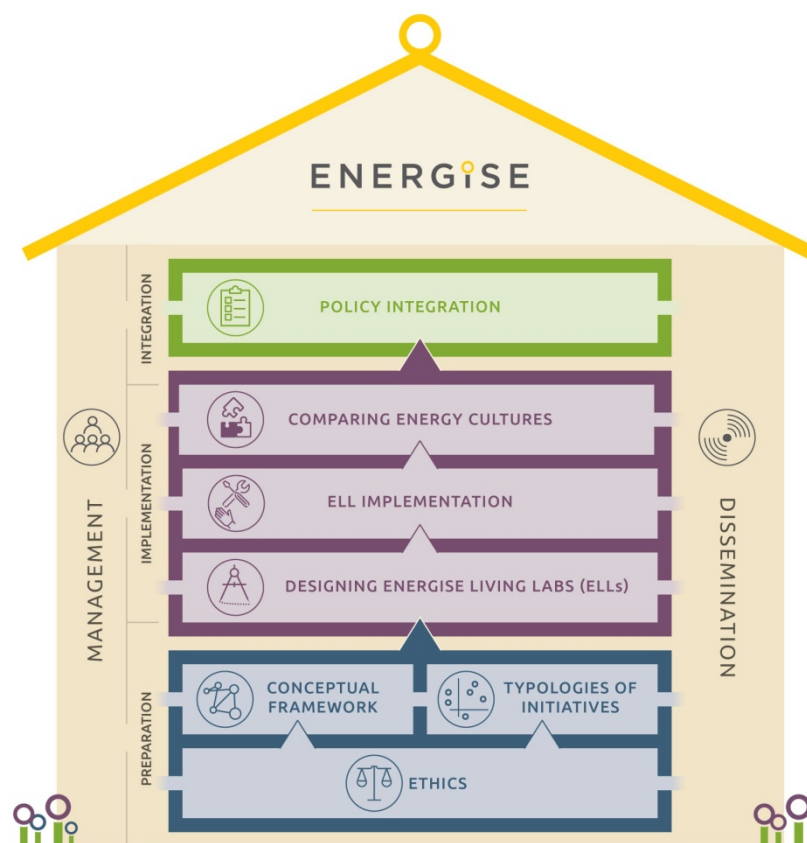 ENERGISE
INTEGRATION
POLICY INTEGRATION
IMPLEMENTATION
COMPARING ENERGY CULTURES
ELL IMPLEMENTATION
DESIGNING ENERGISE LIVING LABS (ELLs)
MANAGEMENT
DISSEMINATION
PREPARATION
CONCEPTUAL
FRAMEWORK
TYPOLOGIES OF
INITIATIVES
ETHICS